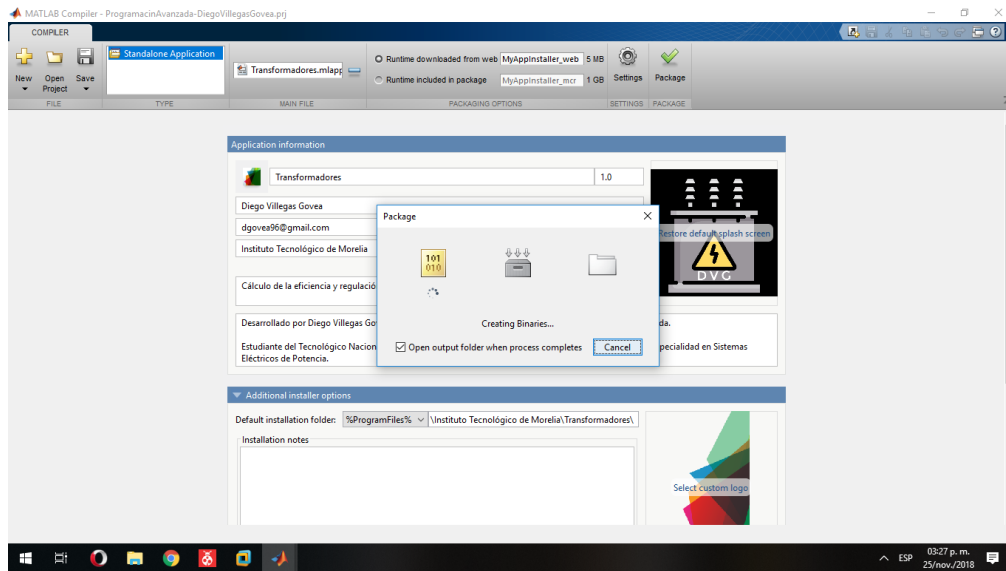 MATLAB Compiler - ProgramacinAvanzada-DiegoVillegasGovea.prj
COMPILER
New
Open Project
Save
FILE
Standalone Application
TYPE
Transformadores.mlapp
MAIN FILE
Runtime downloaded from web MyAppInstaller_web 5 MB
Runtime included in package MyAppInstaller_mcr 1 GB
PACKAGING OPTIONS
Settings
SETTINGS
Package
PACKAGE
Application information
Transformadores 1.0
Diego Villegas Govea
dgovea96@gmail.com
Instituto Tecnológico de Morelia
Cálculo de la eficiencia y regulació
Desarrollado por Diego Villegas Go da.
Estudiante del Tecnológico Nacion pecialidad en Sistemas
Eléctricos de Potencia.
Restore default splash screen
DVG
Package
101
010
Creating Binaries...
Open output folder when process completes Cancel
Additional installer options
Default installation folder: %ProgramFiles% \Instituto Tecnológico de Morelia\Transformadores\
Installation notes
Select custom logo
ESP
03:27 p. m.
25/nov./2018